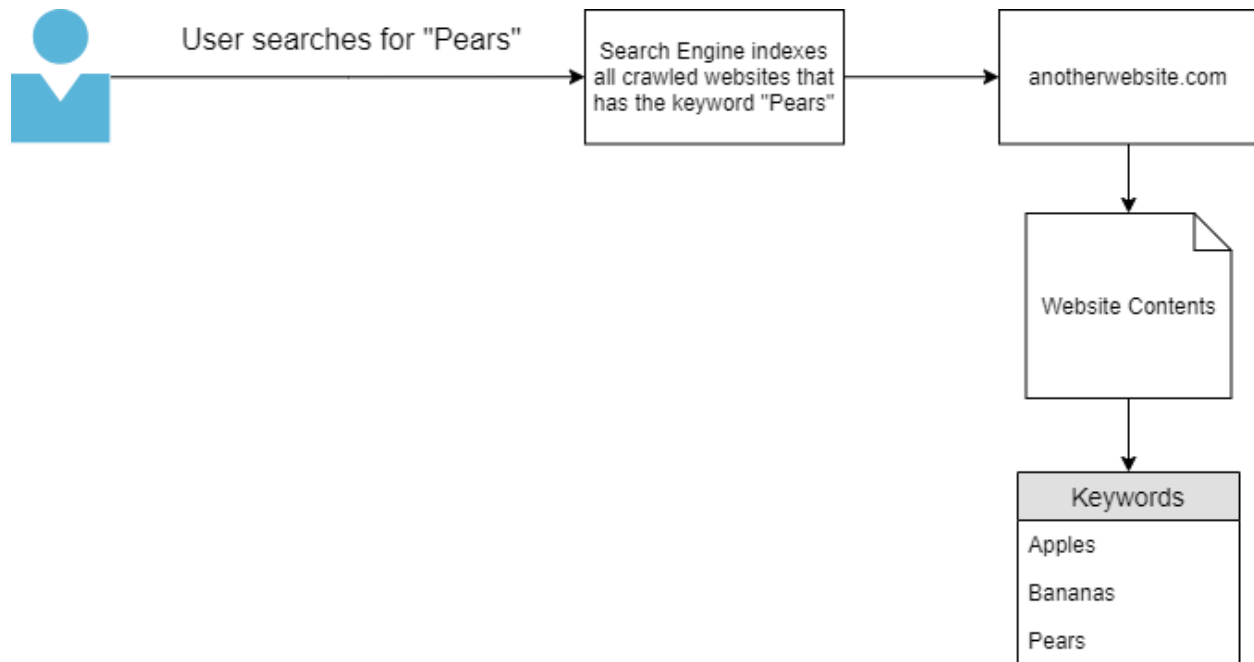 User searches for "Pears"
Search Engine indexes
all crawled websites that
has the keyword "Pears"
anotherwebsite.com
Website Contents
Keywords
Apples
Bananas
Pears